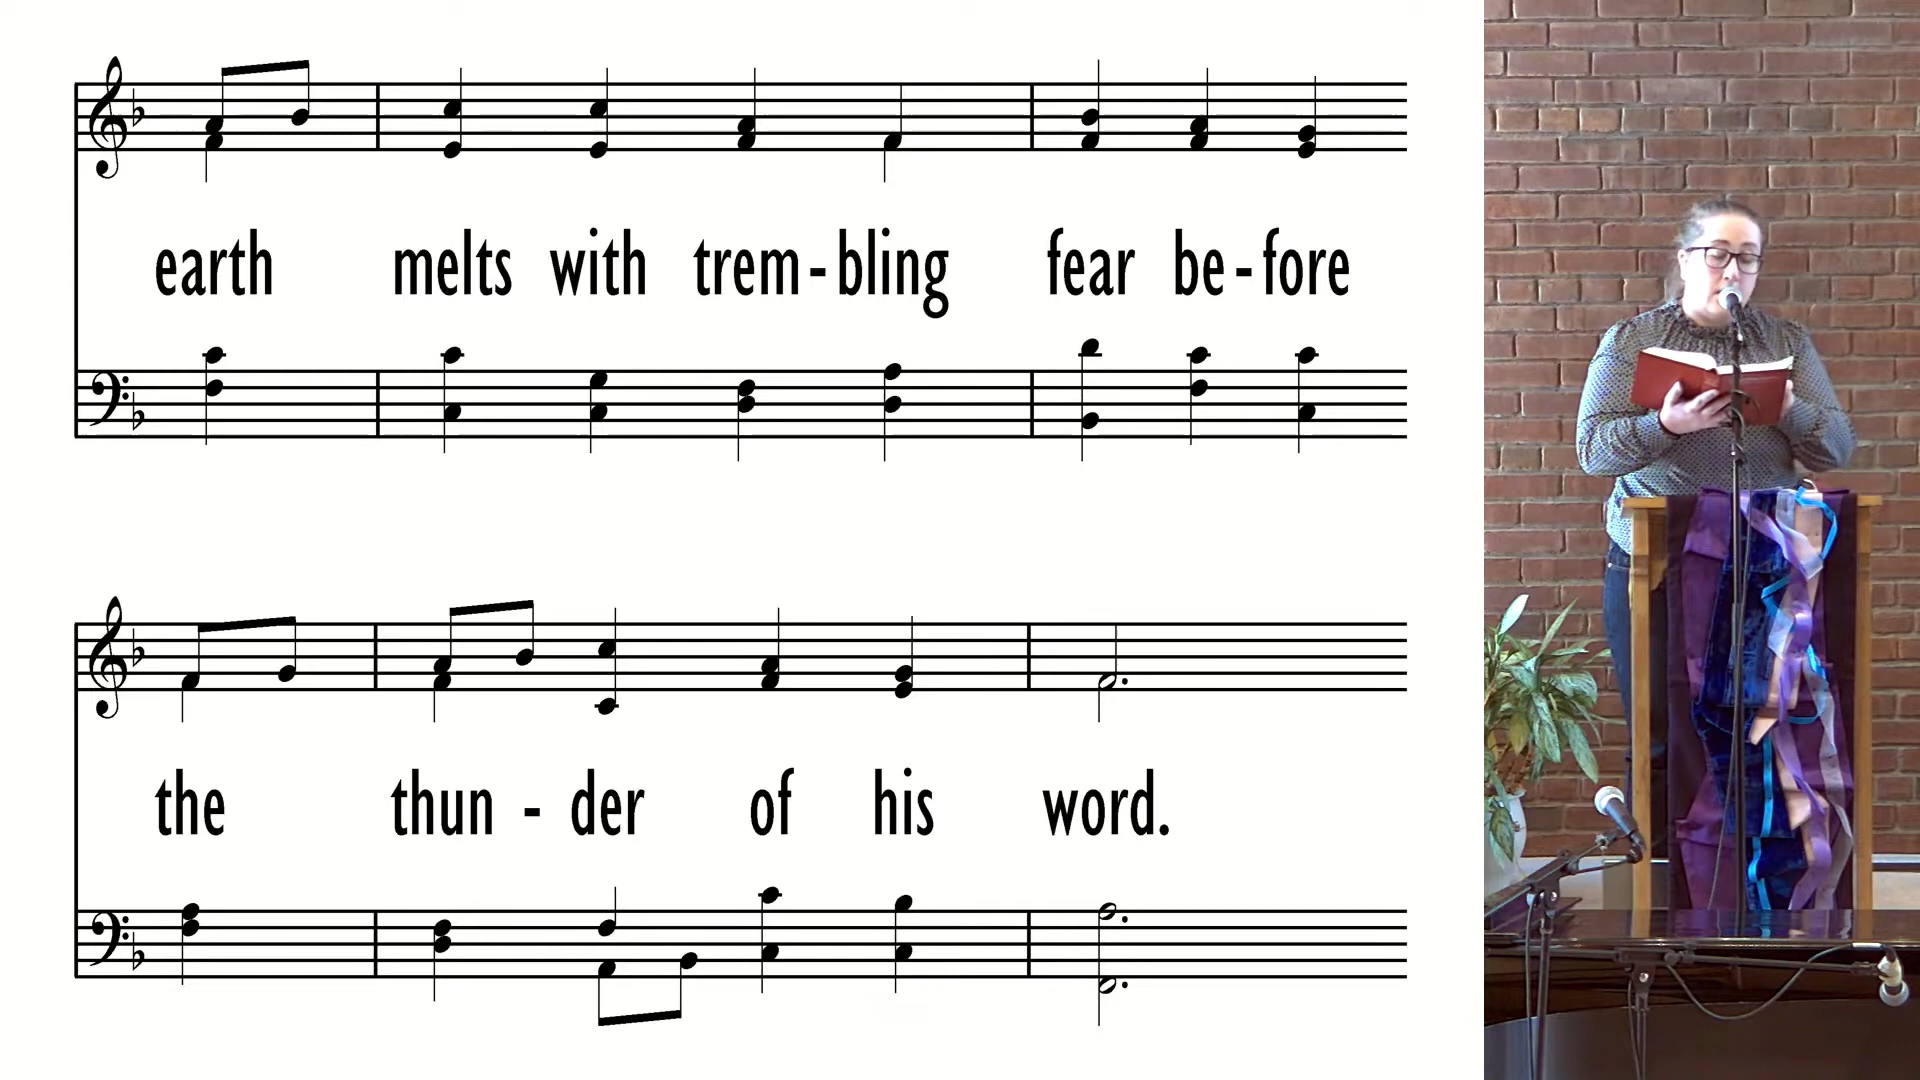 earth melts with trem-bling fear be-fore
the thun-der of his word.